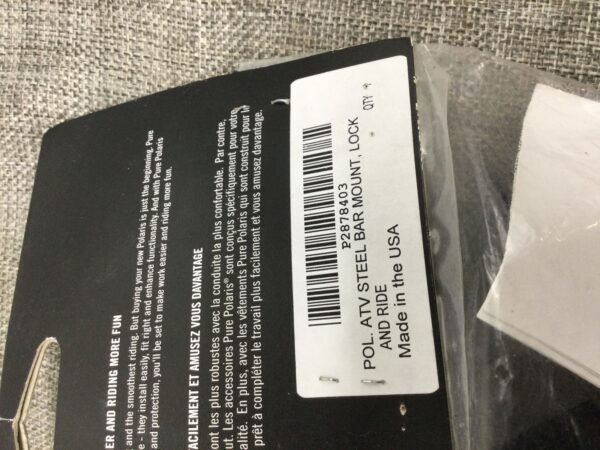 ER AND RIDING MORE FUN
and the smoothest riding. But buying your new Polaris is just the beginning. Pure
e - they install easily, fit right and enhance functionality. And with Pure Polaris
and protection, you'll be set to make work easier and riding more fun.
ACILEMENT ET AMUSEZ VOUS DAVANTAGE
ont les plus robustes avec la conduite la plus confortable. Par contre,
ut. Les accessoires Pure Polaris® sont conçus spécifiquement pour votre
alité. En plus, avec les vêtements Pure Polaris qui sont construit pour le
prêt à compléter le travail plus facilement et vous amusez davantage.
P2878403
POL. ATV STEEL BAR MOUNT, LOCK
AND RIDE
QTY
Made in the USA